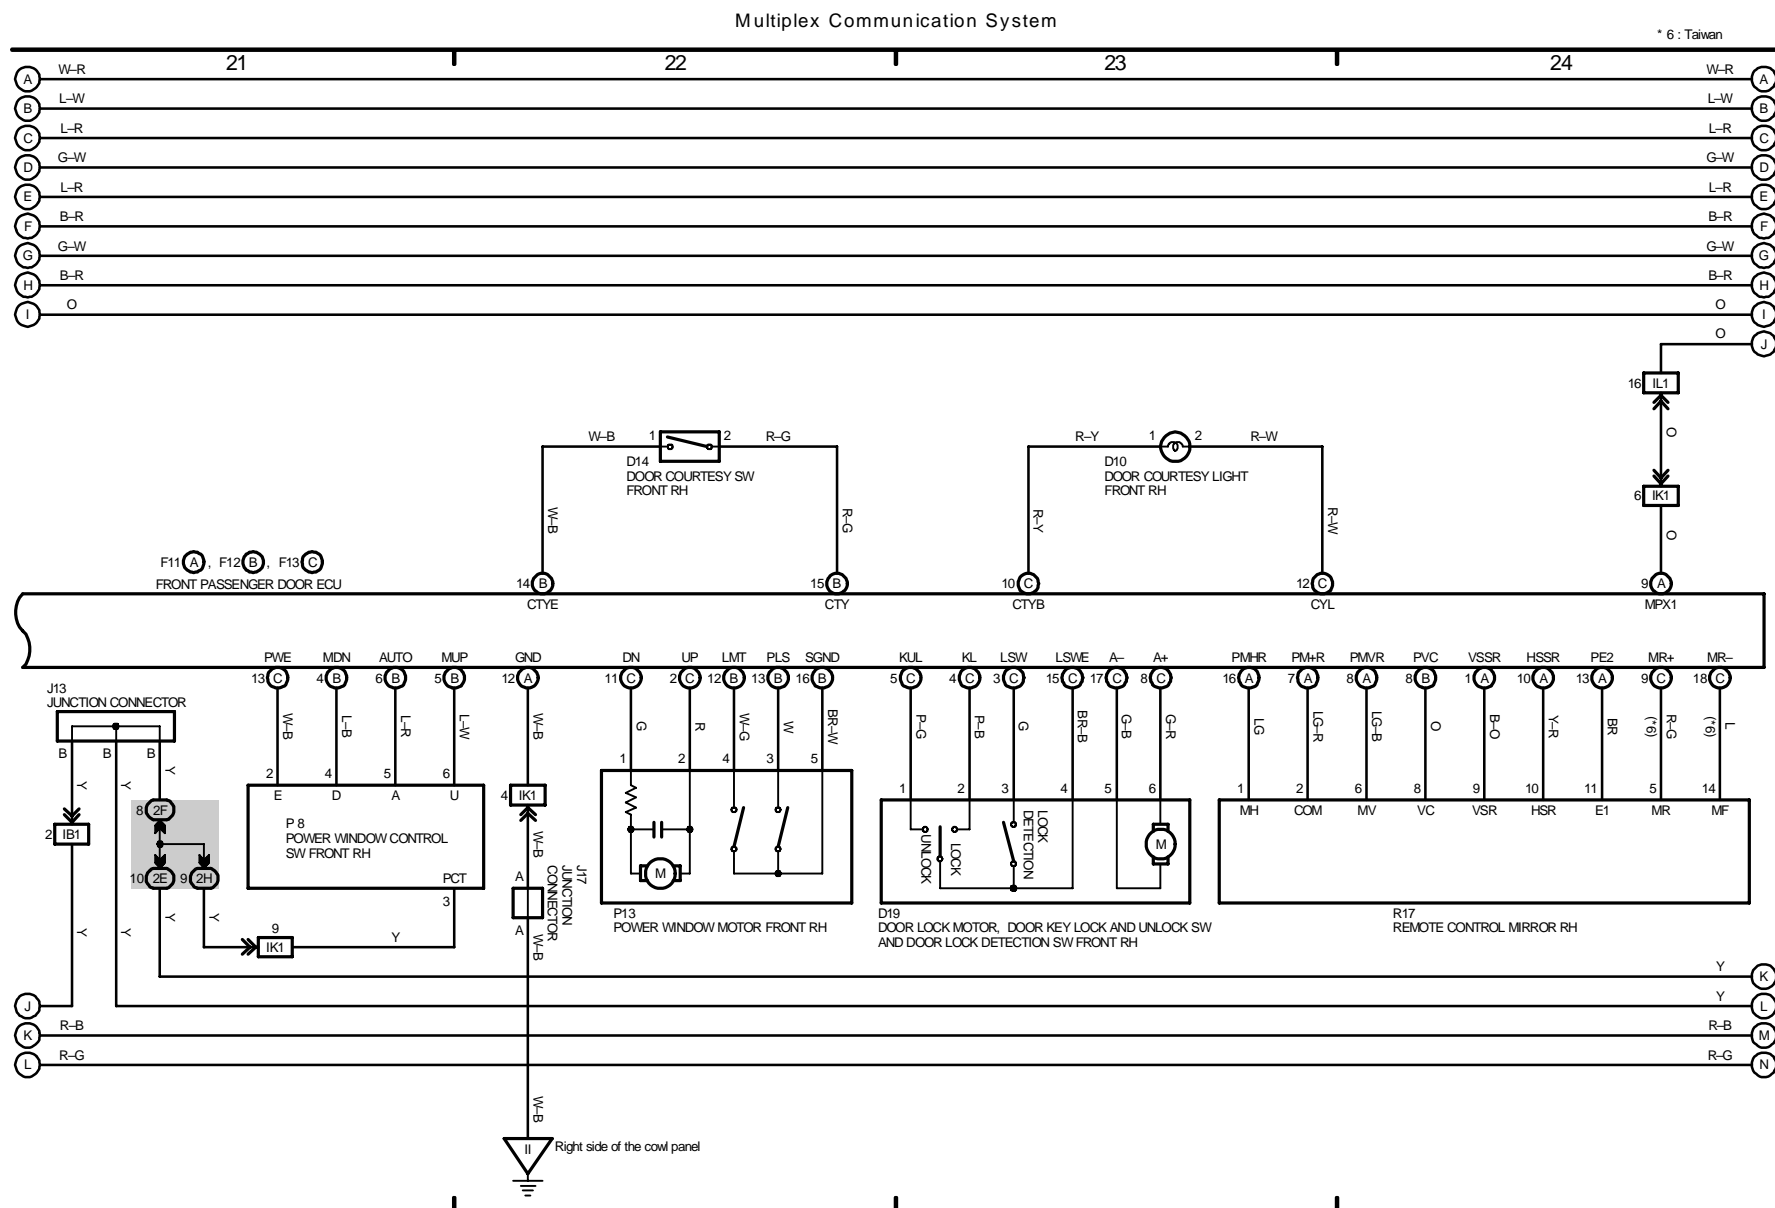 Multiplex Communication System
* 6 : Taiwan
21 22 23 24
A W–R W–R A
B L–W L–W B
C L–R L–R C
D G–W G–W D
E L–R L–R E
F B–R B–R F
G G–W G–W G
H B–R B–R H
I O O I
O J
16 IL1
O
6 IK1
O
W–B 1 2 R–G
D14
DOOR COURTESY SW
FRONT RH
W–B
R–G
R–Y 1 2 R–W
D10
DOOR COURTESY LIGHT
FRONT RH
R–Y
R–W
F11 A , F12 B , F13 C
FRONT PASSENGER DOOR ECU
14 B 15 B 10 C 12 C 9 A
CTYE CTY CTYB CYL MPX1
PWE MDN AUTO MUP GND DN UP LMT PLS SGND KUL KL LSW LSWE A– A+ PMHR PM+R PMVR PVC VSSR HSSR PE2 MR+ MR–
13 C 4 B 6 B 5 B 12 A 11 C 2 C 12 B 13 B 16 B 5 C 4 C 3 C 15 C 17 C 8 C 16 A 7 A 8 A 8 B 1 A 10 A 13 A 9 C 18 C
W–B L–B L–R L–W W–B G R W–G W BR–W P–G P–B G BR–B G–B G–R LG LG–R LG–B O B–O Y–R BR R–G (*6) L (*6)
J13
JUNCTION CONNECTOR
B B B
Y Y Y
8 2F
2 IB1
10 2E 9 2H
Y Y Y Y
2 4 5 6
E D A U
P 8
POWER WINDOW CONTROL
SW FRONT RH
PCT
3
9
IK1
Y
4 IK1
W–B
A
J17
JUNCTION
CONNECTOR
A
W–B
1 2 4 3 5
M
P13
POWER WINDOW MOTOR FRONT RH
1 2 3 4 5 6
UNLOCK
LOCK
LOCK
DETECTION
M
D19
DOOR LOCK MOTOR, DOOR KEY LOCK AND UNLOCK SW
AND DOOR LOCK DETECTION SW FRONT RH
1 2 6 8 9 10 11 5 14
MH COM MV VC VSR HSR E1 MR MF
R17
REMOTE CONTROL MIRROR RH
Y K
J Y L
K R–B R–B M
L R–G R–G N
W–B
II Right side of the cowl panel